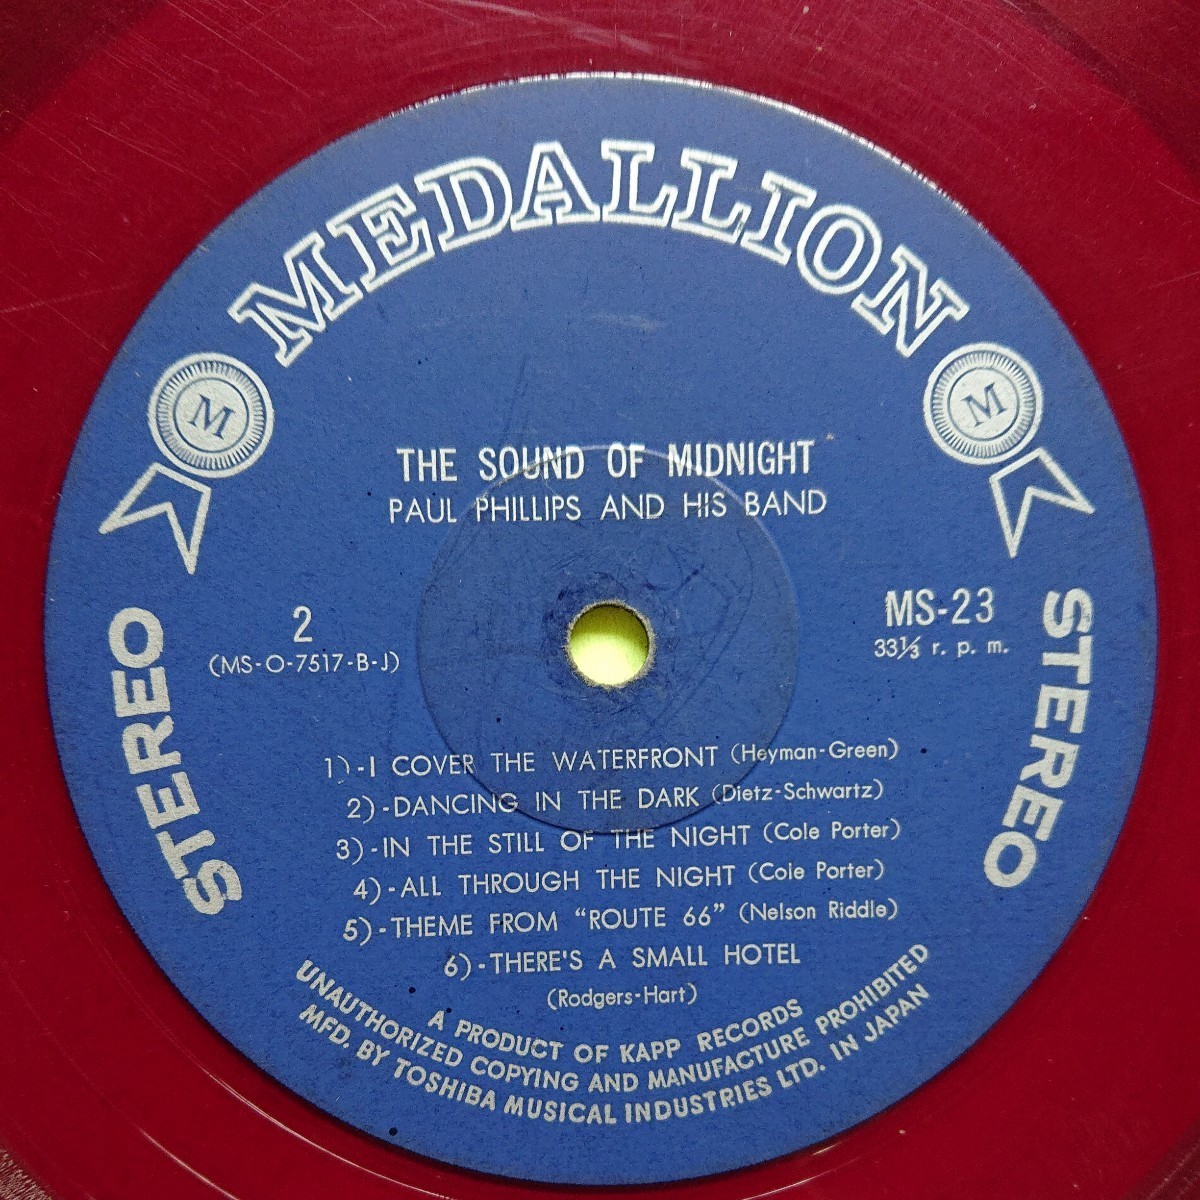 MEDALLION
M
M
THE SOUND OF MIDNIGHT
PAUL PHILLIPS AND HIS BAND
STEREO
2
(MS-O-7517-B-J)
MS-23
33⅓ r. p. m.
STEREO
1)-I COVER THE WATERFRONT (Heyman-Green)
2)-DANCING IN THE DARK (Dietz-Schwartz)
3)-IN THE STILL OF THE NIGHT (Cole Porter)
4)-ALL THROUGH THE NIGHT (Cole Porter)
5)-THEME FROM “ROUTE 66” (Nelson Riddle)
6)-THERE'S A SMALL HOTEL
(Rodgers-Hart)
A PRODUCT OF KAPP RECORDS
UNAUTHORIZED COPYING AND MANUFACTURE PROHIBITED
MFD. BY TOSHIBA MUSICAL INDUSTRIES LTD. IN JAPAN